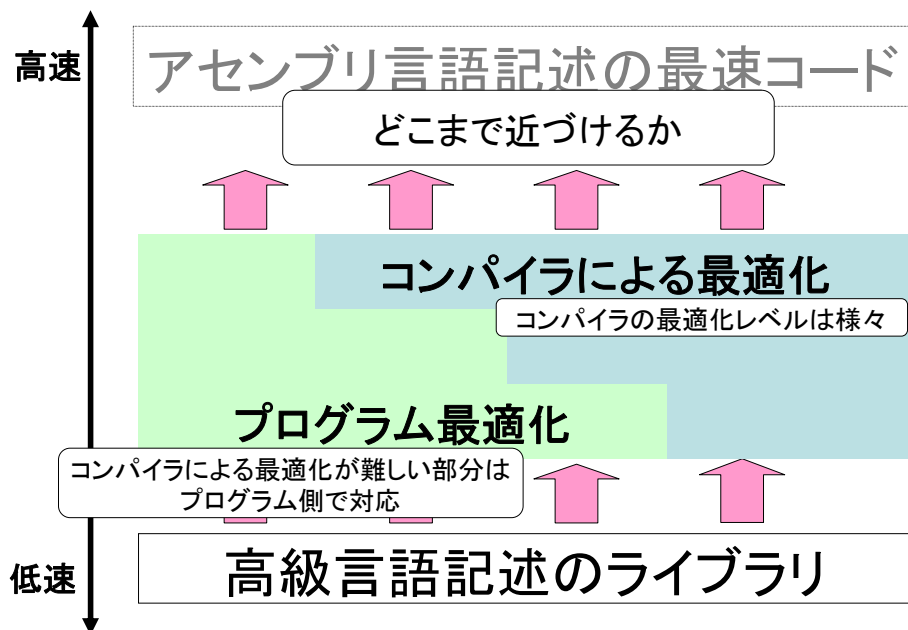 高速
アセンブリ言語記述の最速コード
どこまで近づけるか
コンパイラによる最適化
コンパイラの最適化レベルは様々
プログラム最適化
コンパイラによる最適化が難しい部分は
プログラム側で対応
低速
高級言語記述のライブラリ